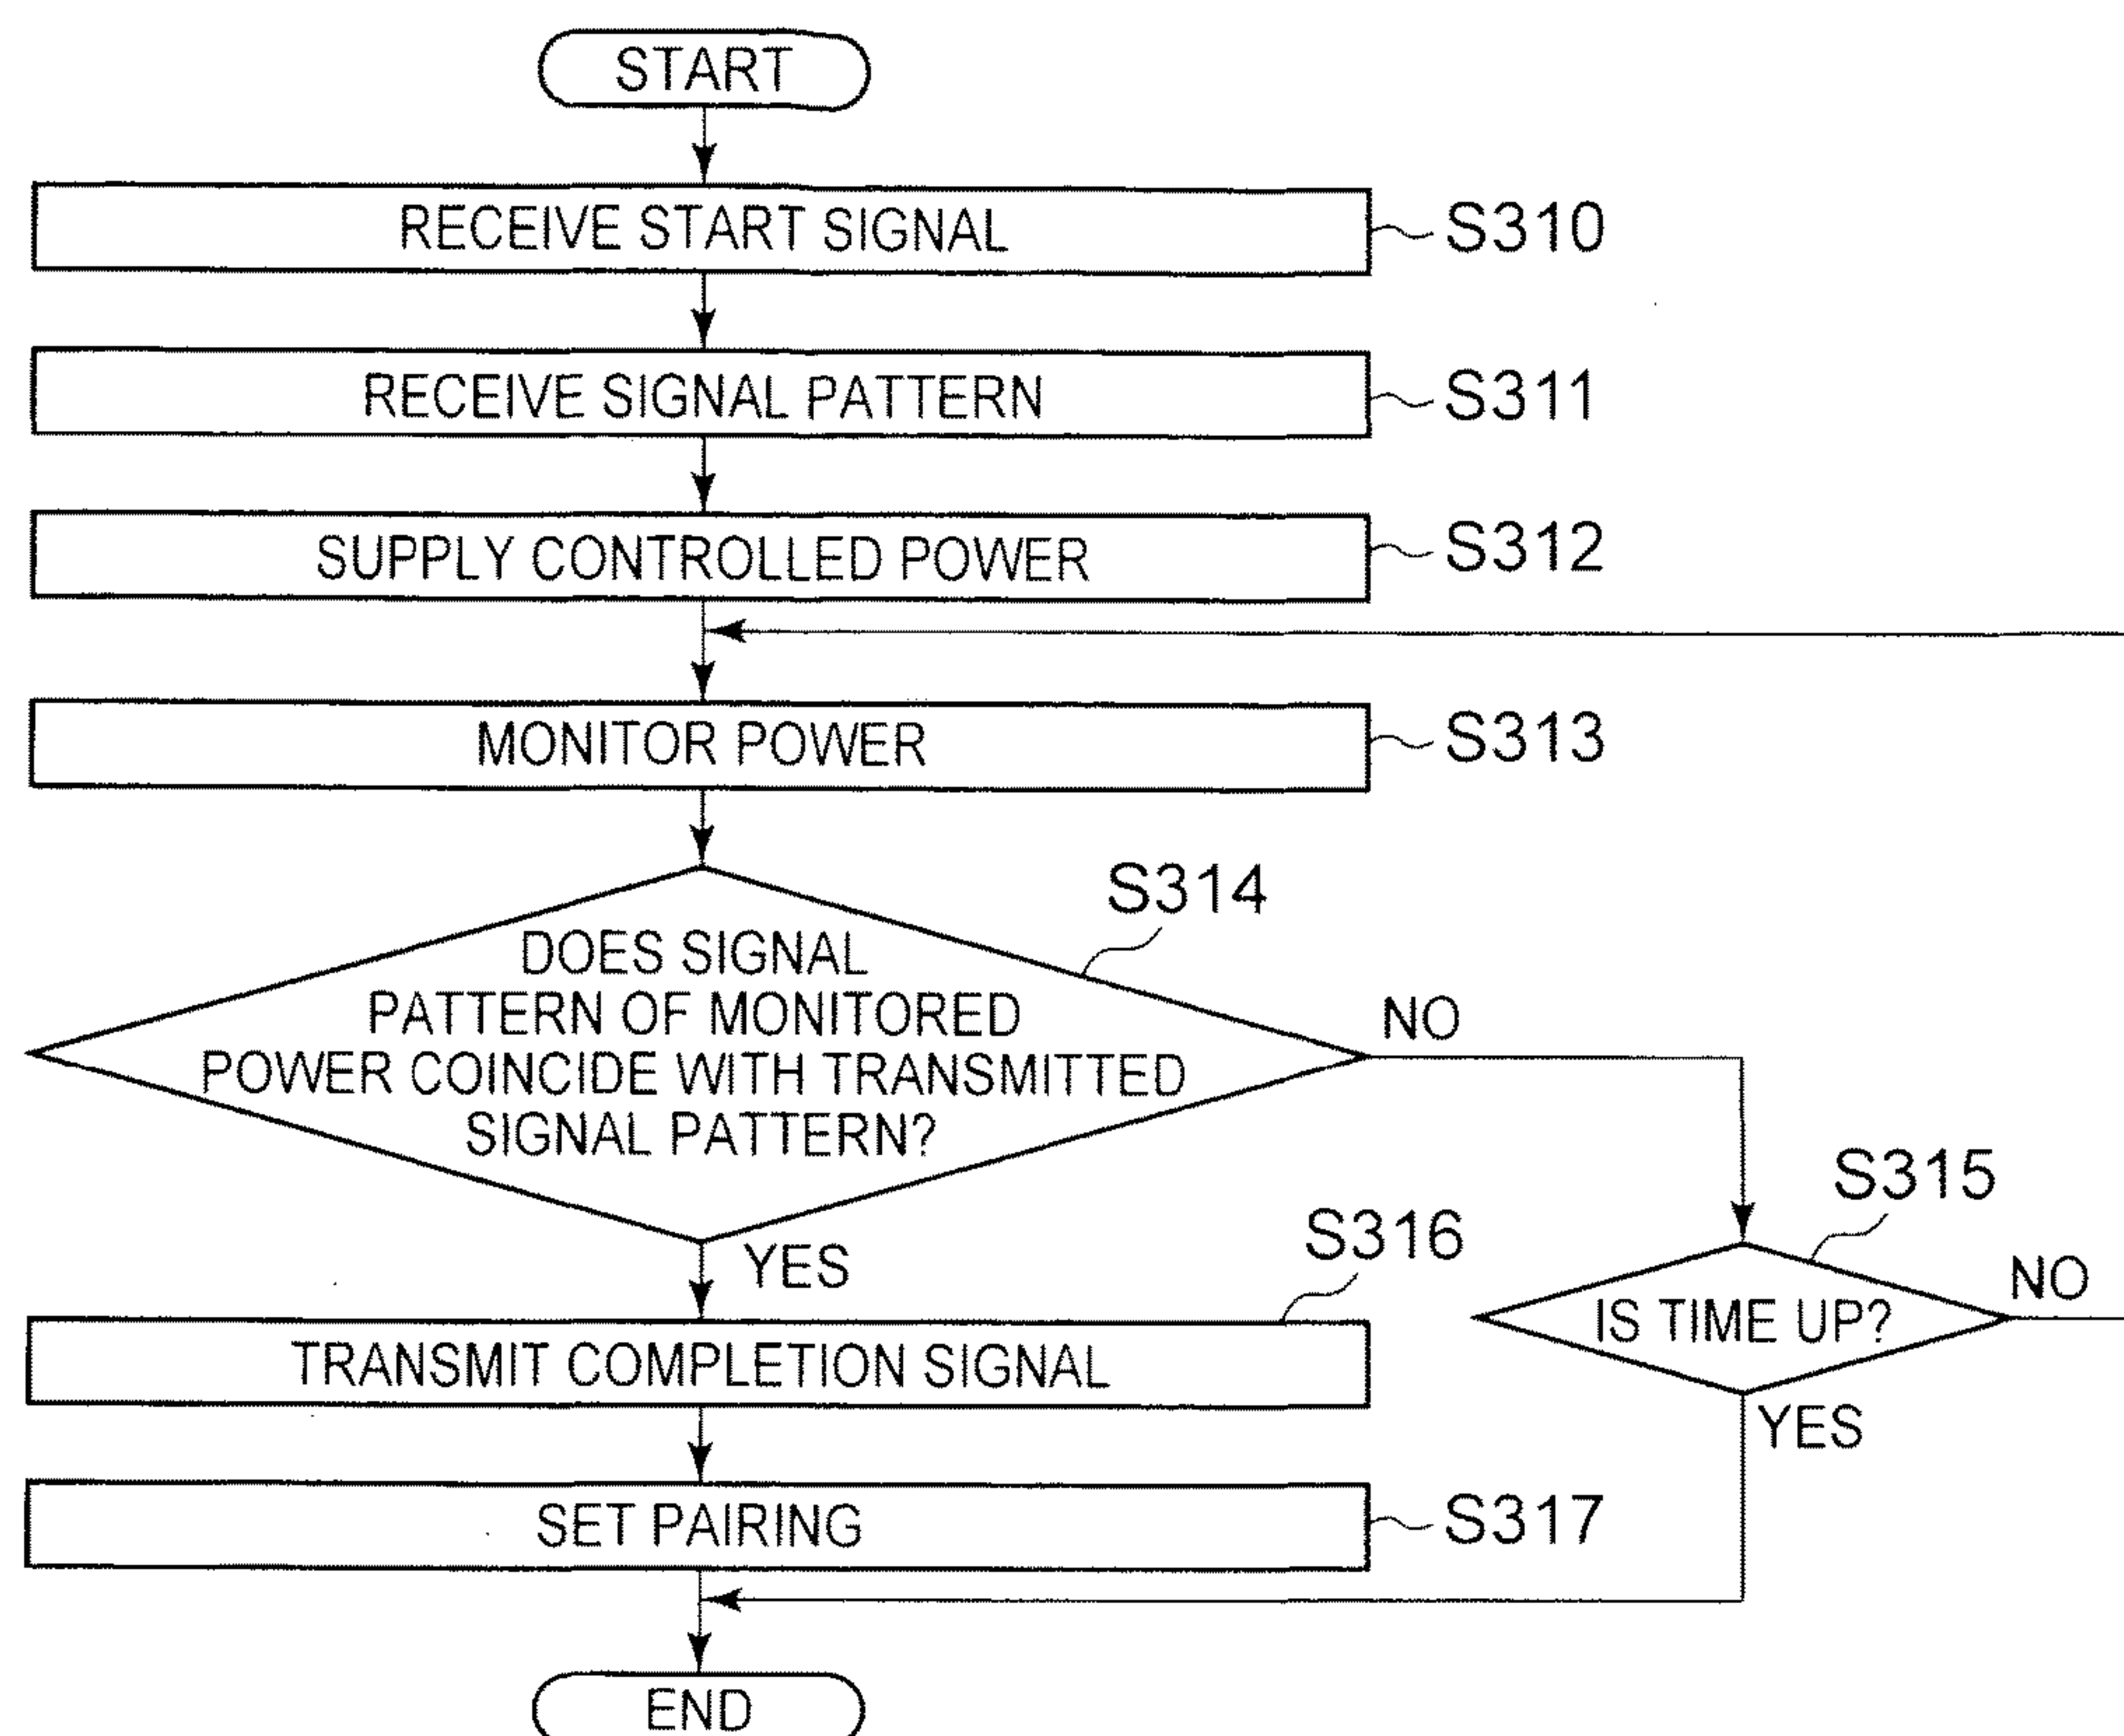 START
RECEIVE START SIGNAL
S310
RECEIVE SIGNAL PATTERN
S311
SUPPLY CONTROLLED POWER
S312
MONITOR POWER
S313
S314
DOES SIGNAL
PATTERN OF MONITORED
POWER COINCIDE WITH TRANSMITTED
SIGNAL PATTERN?
NO
YES
S315
IS TIME UP?
NO
YES
S316
TRANSMIT COMPLETION SIGNAL
SET PAIRING
S317
END